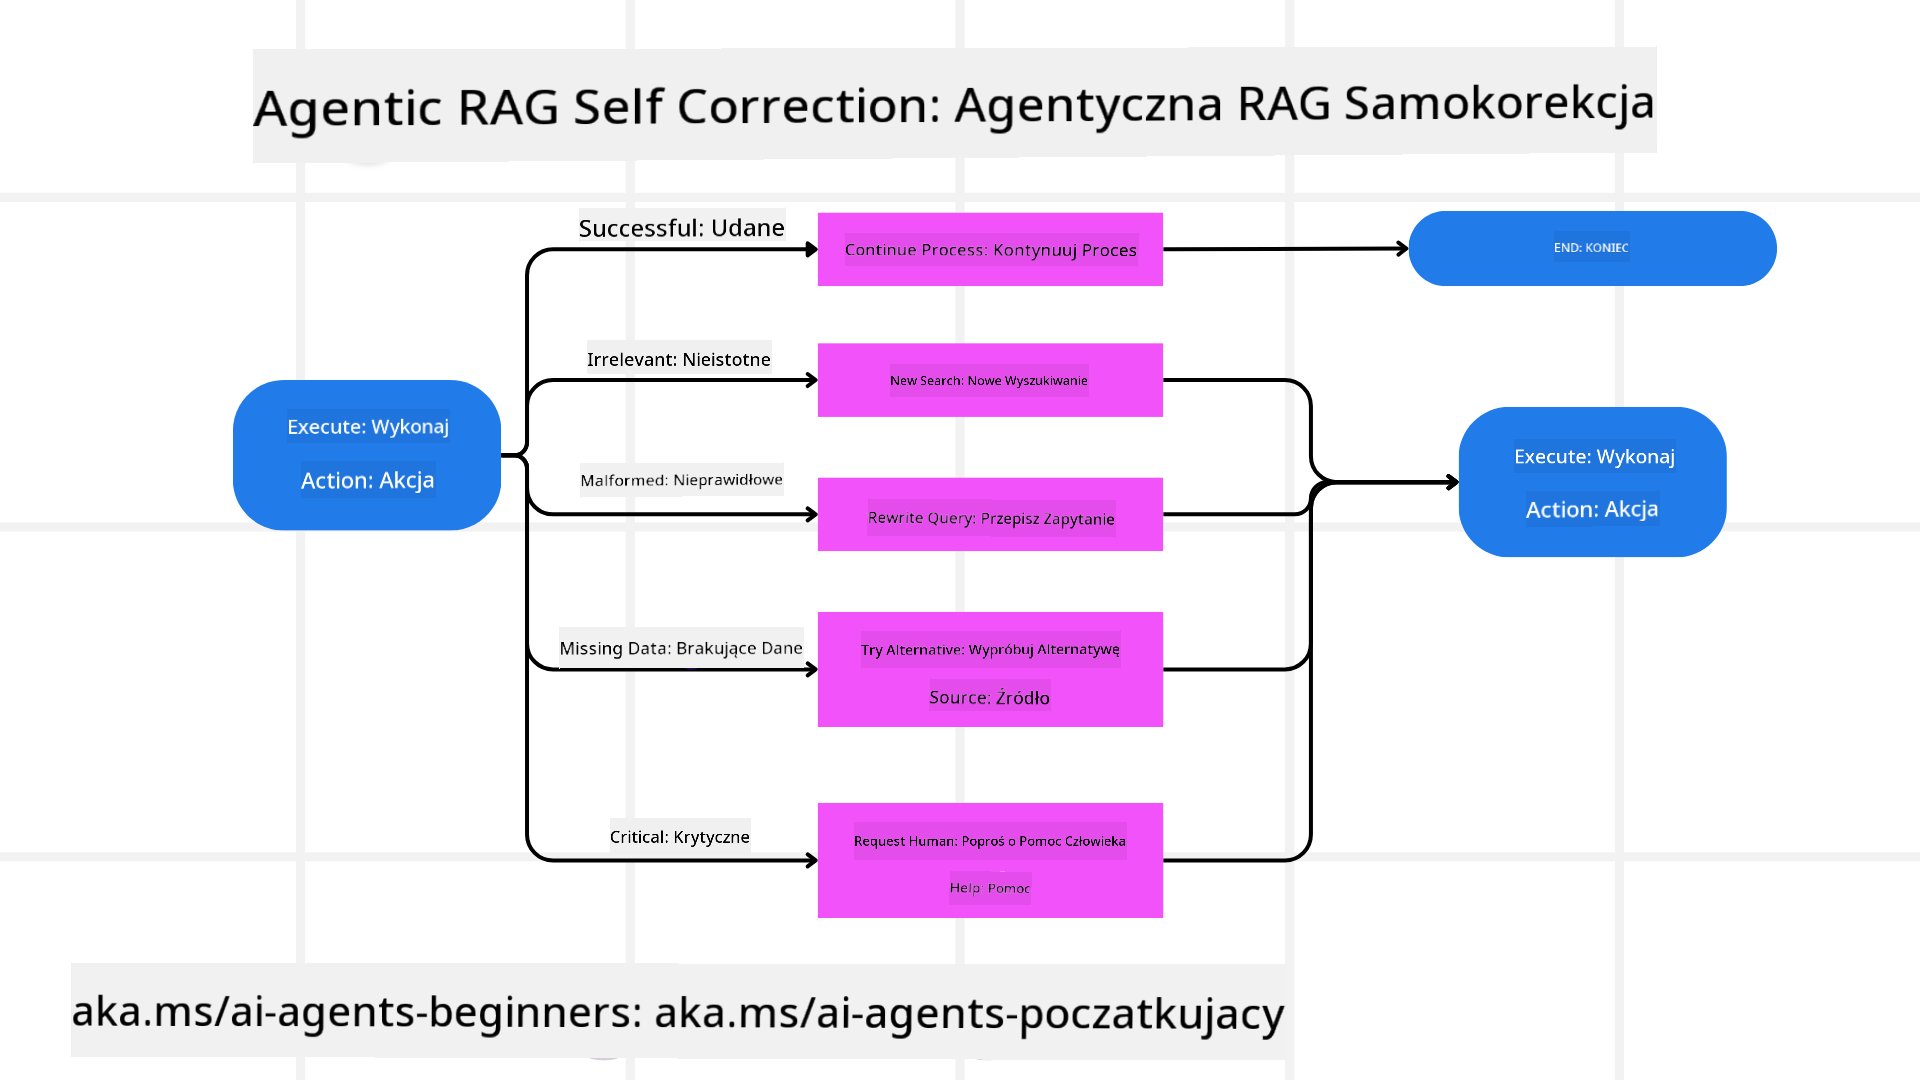 Agentic RAG Self Correction: Agentyczna RAG Samokorekcja
Successful: Udane
Continue Process: Kontynuuj Proces
END: KONIEC
Irrelevant: Nieistotne
New Search: Nowe Wyszukiwanie
Execute: Wykonaj
Action: Akcja
Malformed: Nieprawidłowe
Rewrite Query: Przepisz Zapytanie
Execute: Wykonaj
Action: Akcja
Missing Data: Brakujące Dane
Try Alternative: Wypróbuj Alternatywę
Source: Źródło
Critical: Krytyczne
Request Human: Poproś o Pomoc Człowieka
Help: Pomoc
aka.ms/ai-agents-beginners: aka.ms/ai-agents-poczatkujacy